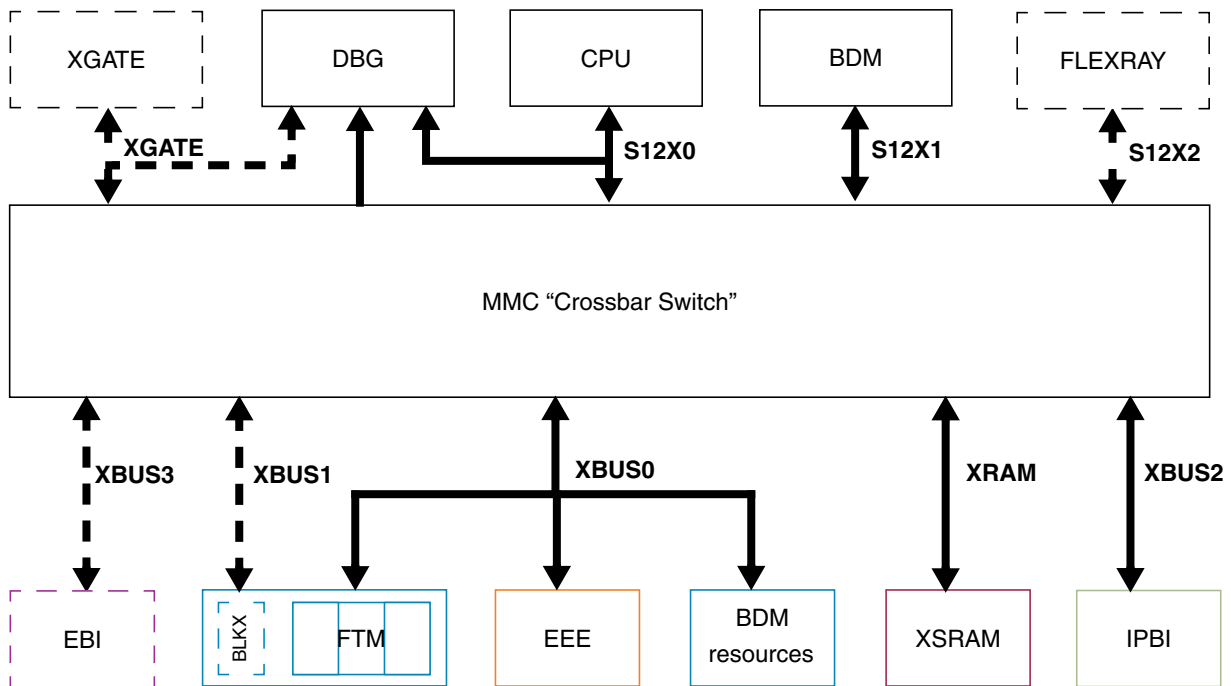 XGATE
DBG
CPU
BDM
FLEXRAY
XGATE
S12X0
S12X1
S12X2
MMC “Crossbar Switch”
XBUS3
XBUS1
XBUS0
XRAM
XBUS2
EBI
BLKX
FTM
EEE
BDM
resources
XSRAM
IPBI